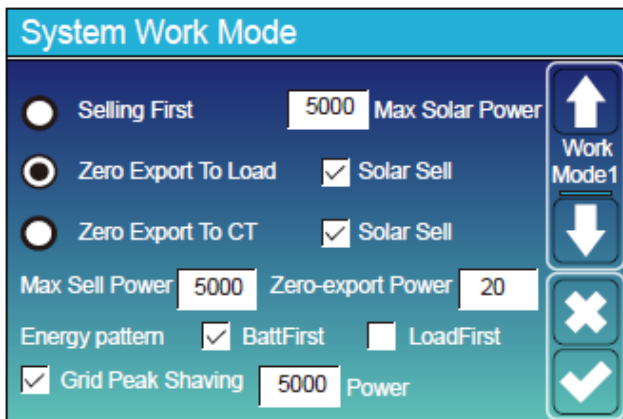 System Work Mode
Selling First 5000 Max Solar Power
Work
Mode1
Zero Export To Load Solar Sell
Zero Export To CT Solar Sell
Max Sell Power 5000 Zero-export Power 20
Energy pattern BattFirst LoadFirst
Grid Peak Shaving 5000 Power